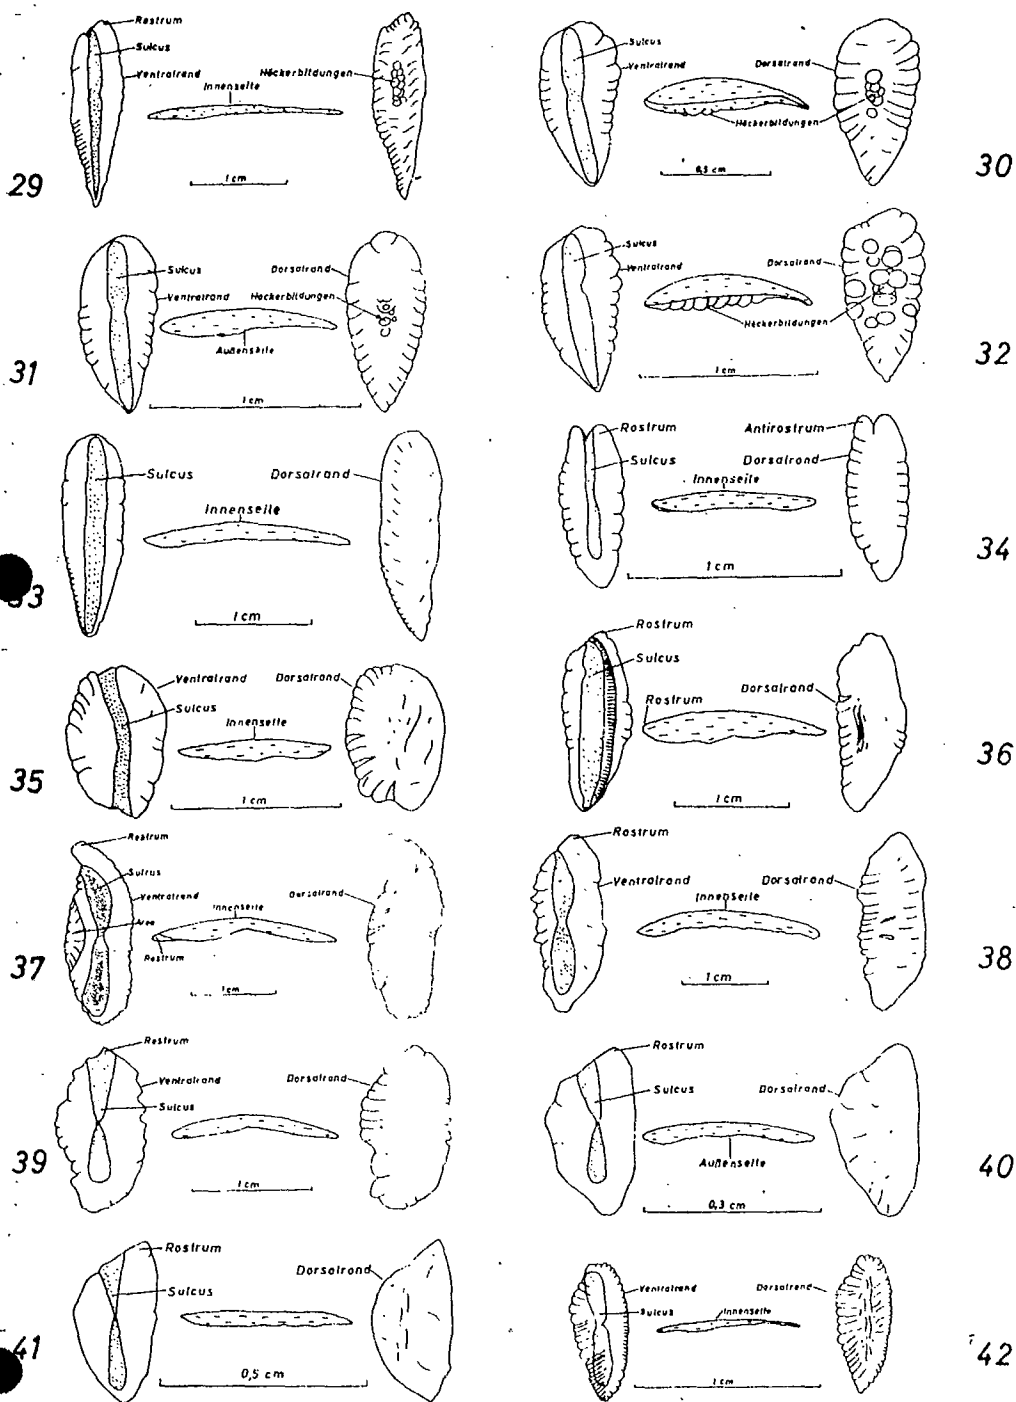 Rostrum
Sulcus
Ventralrand
Innenseite
Höckerbildungen
1 cm
29
Sulcus
Ventralrand
Dorsalrand
Höckerbildungen
0,5 cm
30
Sulcus
Ventralrand
Dorsalrand
Höckerbildungen
Außenseite
1 cm
31
Sulcus
Ventralrand
Dorsalrand
Höckerbildungen
1 cm
32
Sulcus
Dorsalrand
Innenseite
1 cm
33
Rostrum
Sulcus
Antirostrum
Dorsalrand
Innenseite
1 cm
34
Ventralrand
Sulcus
Dorsalrand
Innenseite
1 cm
35
Rostrum
Sulcus
Rostrum
Dorsalrand
1 cm
36
Rostrum
Sulcus
Ventralrand
Area
Innenseite
Rostrum
Dorsalrand
1 cm
37
Rostrum
Ventralrand
Dorsalrand
Innenseite
1 cm
38
Rostrum
Ventralrand
Sulcus
Dorsalrand
1 cm
39
Rostrum
Sulcus
Dorsalrand
Außenseite
0,3 cm
40
Rostrum
Sulcus
Dorsalrand
0,5 cm
41
Ventralrand
Sulcus
Innenseite
Dorsalrand
1 cm
42